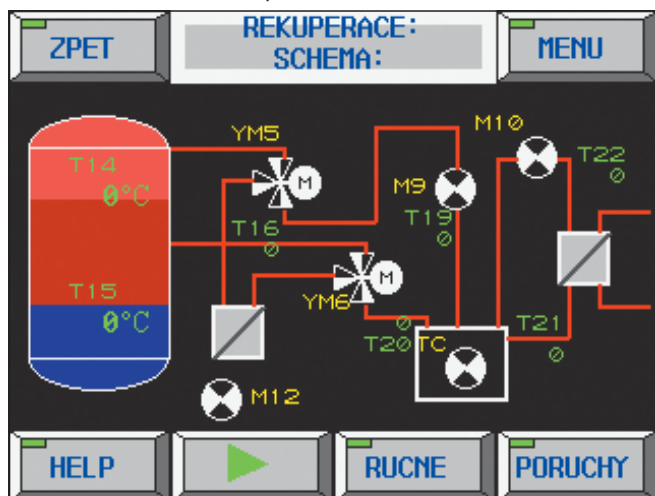 ZPET
REKUPERACE:
SCHEMA:
MENU
YM5
M10
T14
0°C
M
M9
T22
0
T16
0
T19
0
T15
0°C
M
YM6
0
T20
TC
T21
0
M12
HELP
RUCNE
PORUCHY